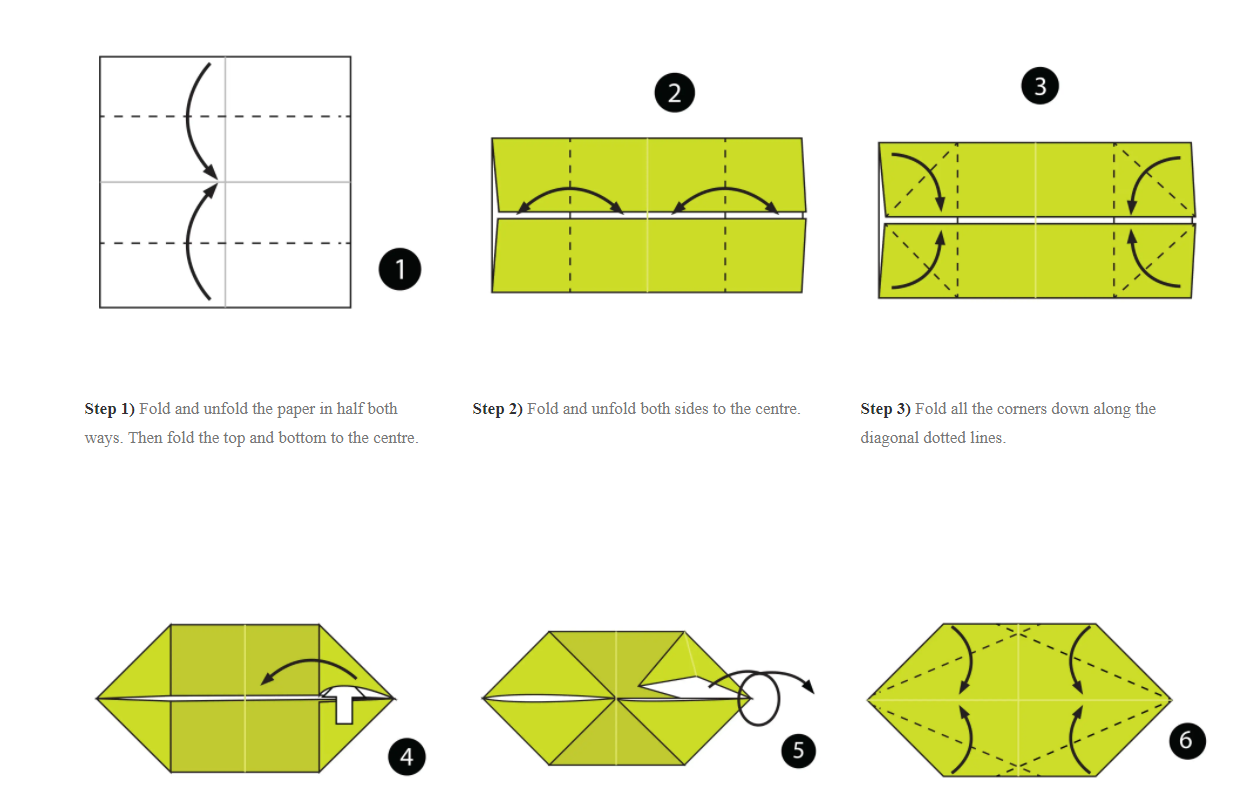 1
2
3
Step 1) Fold and unfold the paper in half both
ways. Then fold the top and bottom to the centre.
Step 2) Fold and unfold both sides to the centre.
Step 3) Fold all the corners down along the
diagonal dotted lines.
4
5
6